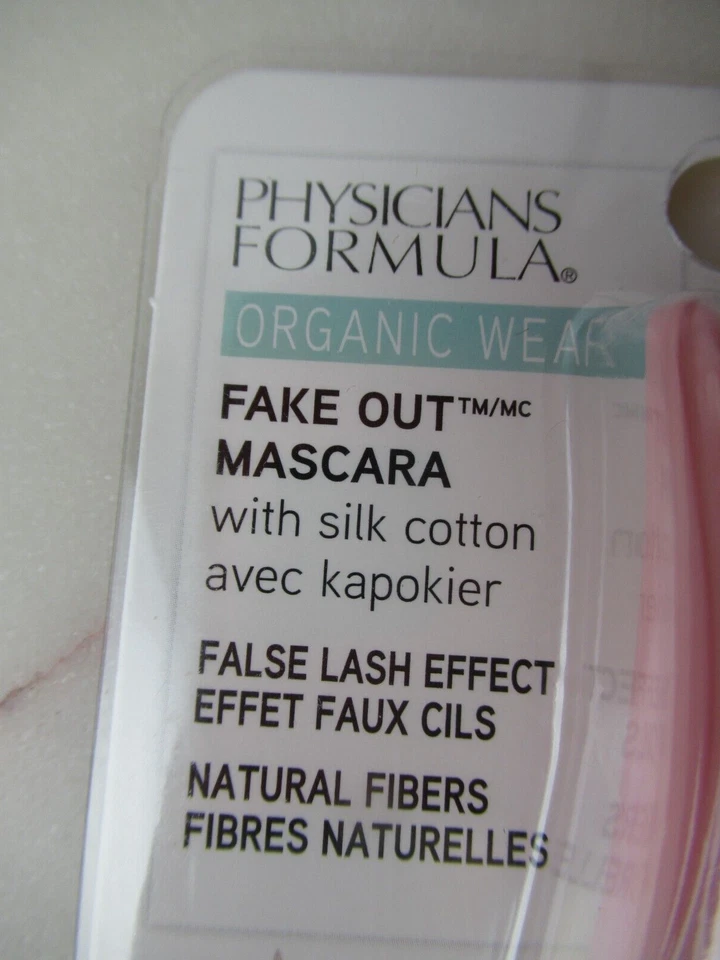 PHYSICIANS
FORMULA®
ORGANIC WEAR
FAKE OUT™/MC
MASCARA
with silk cotton
avec kapokier
FALSE LASH EFFECT
EFFET FAUX CILS
NATURAL FIBERS
FIBRES NATURELLES